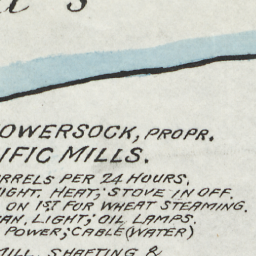 OWERSOCK, PROPR.
IFIC MILLS.
RRELS PER 24 HOURS.
IGHT, HEAT; STOVE IN OFF.
ON 1ST FOR WHEAT STEAMING.
AN. LIGHT; OIL LAMPS.
POWER; CABLE (WATER)
MILL, SHAFTING &